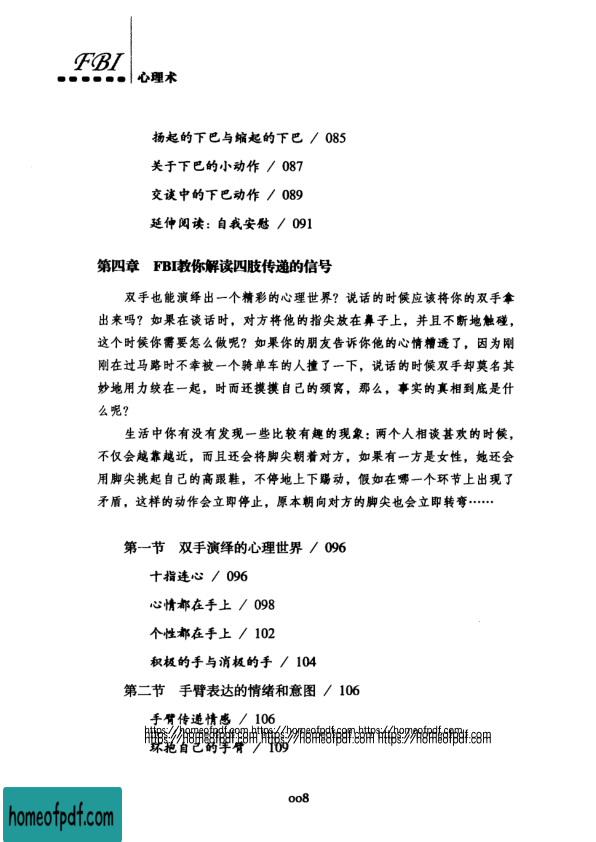 FBI
心理术
扬起的下巴与缩起的下巴 / 085
关于下巴的小动作 / 087
交谈中的下巴动作 / 089
延伸阅读：自我安慰 / 091
第四章 FBI教你解读四肢传递的信号
双手也能演绎出一个精彩的心理世界？说话的时候应该将你的双手拿
出来吗？如果在谈话时，对方将他的指尖放在鼻子上，并且不断地触碰，
这个时候你需要怎么做呢？如果你的朋友告诉你他的心情糟透了，因为刚
刚在过马路时不幸被一个骑单车的人撞了一下，说话的时候双手却莫名其
妙地用力绞在一起，时而还摸摸自己的颈窝，那么，事实的真相到底是什
么呢？
生活中你有没有发现一些比较有趣的现象：两个人相谈甚欢的时候，
不仅会越靠越近，而且还会将脚尖朝着对方，如果有一方是女性，她还会
用脚尖挑起自己的高跟鞋，不停地上下踢动，假如在哪一个环节上出现了
矛盾，这样的动作会立即停止，原本朝向对方的脚尖也会立即转弯……
第一节 双手演绎的心理世界 / 096
十指连心 / 096
心情都在手上 / 098
个性都在手上 / 102
积极的手与消极的手 / 104
第二节 手臂表达的情绪和意图 / 106
手臂传递情感 / 106
https://homeofpdf.com https://homeofpdf.com https://homeofpdf.com
https://homeofpdf.com https://homeofpdf.com https://homeofpdf.com
环抱自己的手臂 / 109
008
homeofpdf.com